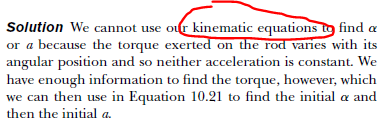 Solution We cannot use our kinematic equations to find α
or a because the torque exerted on the rod varies with its
angular position and so neither acceleration is constant. We
have enough information to find the torque, however, which
we can then use in Equation 10.21 to find the initial α and
then the initial a.